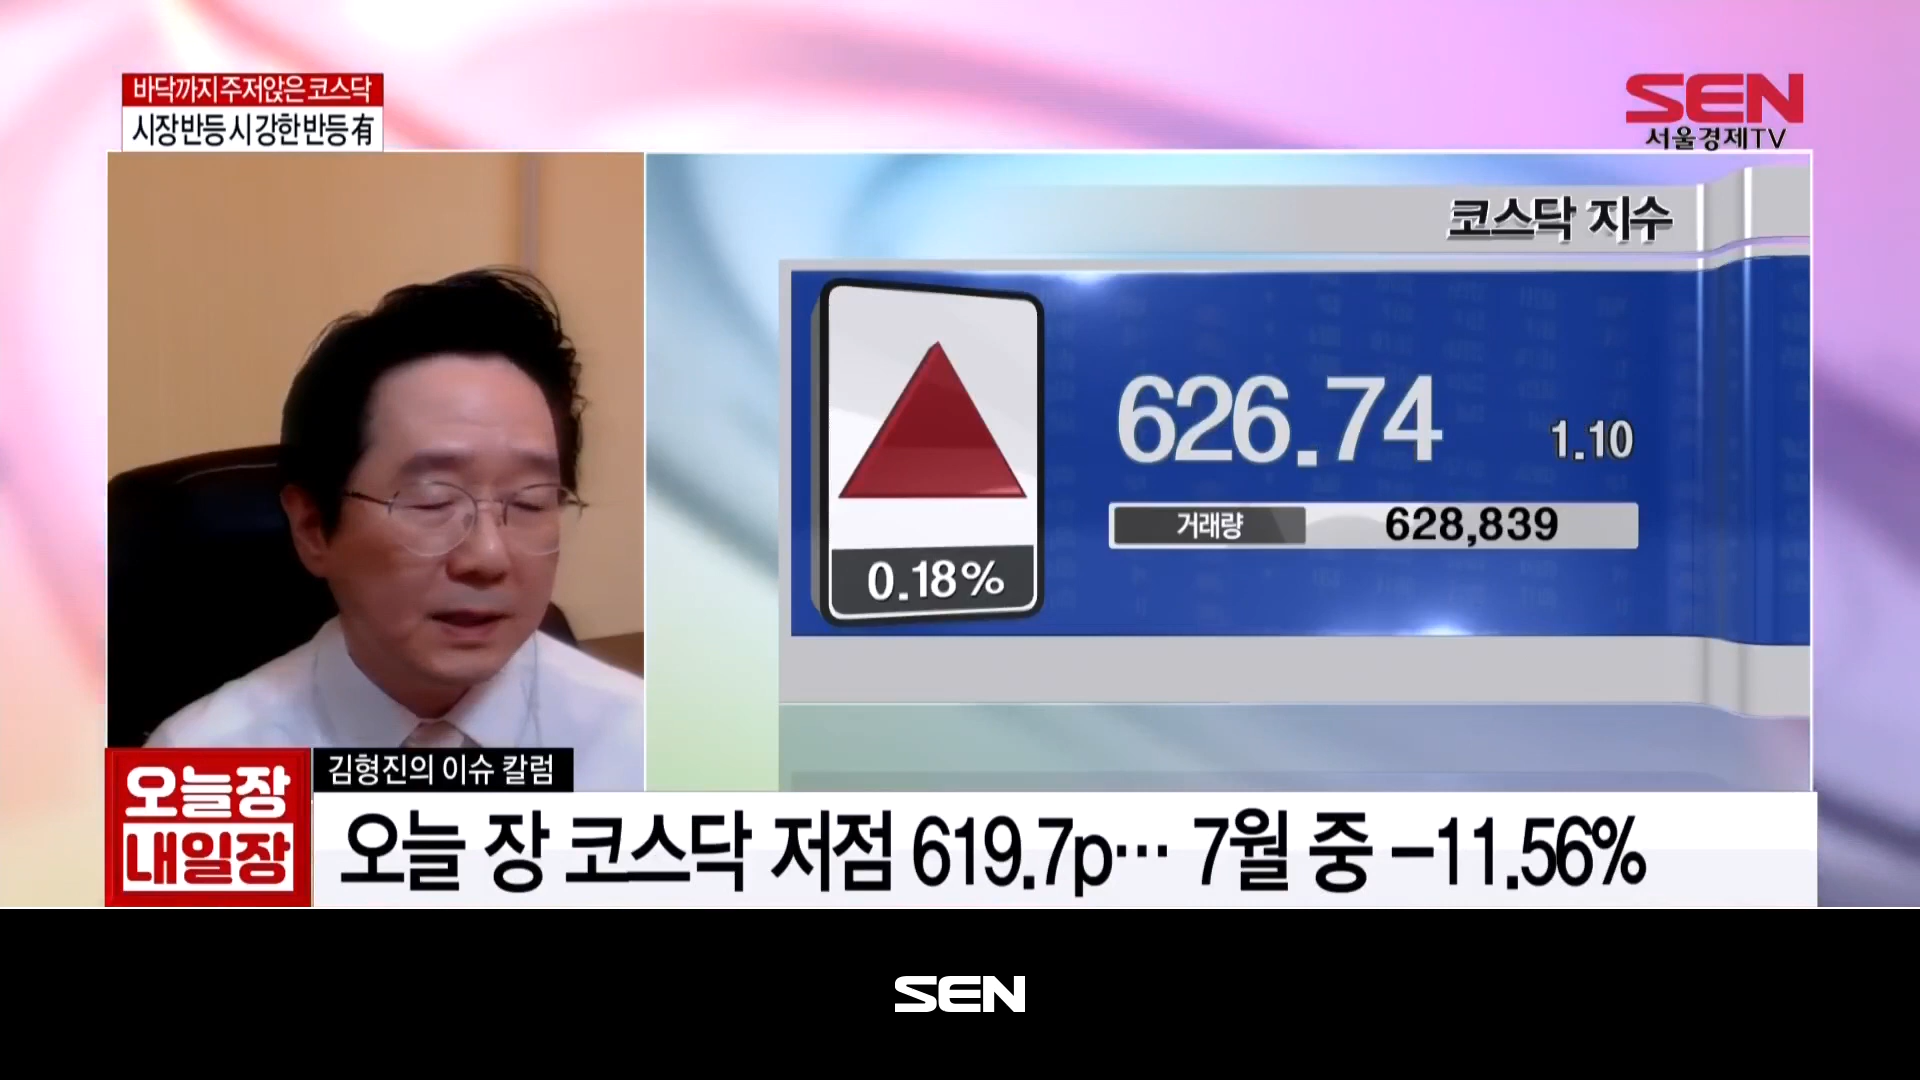 바닥까지 주저앉은 코스닥
시장 반등 시 강한 반등 有
SEN
서울경제TV
코스닥 지수
626.74
1.10
거래량
628,839
0.18%
김형진의 이슈 칼럼
오늘장
내일장
오늘 장 코스닥 저점 619.7p… 7월 중 -11.56%
SEN